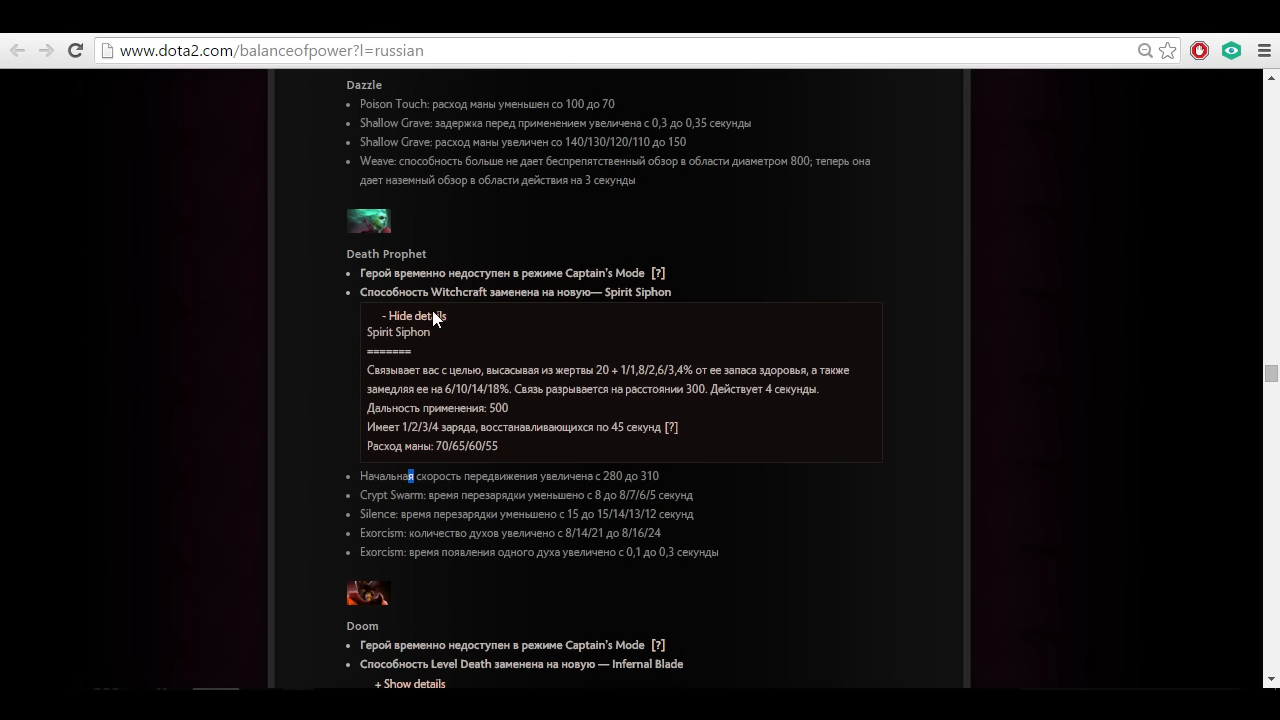 www.dota2.com/balanceofpower?l=russian
Dazzle
Poison Touch: расход маны уменьшен со 100 до 70
Shallow Grave: задержка перед применением увеличена с 0,3 до 0,35 секунды
Shallow Grave: расход маны увеличен со 140/130/120/110 до 150
Weave: способность больше не дает беспрепятственный обзор в области диаметром 800; теперь она
дает наземный обзор в области действия на 3 секунды
Death Prophet
Герой временно недоступен в режиме Captain's Mode [?]
Способность Witchcraft заменена на новую— Spirit Siphon
- Hide details
Spirit Siphon
=======
Связывает вас с целью, высасывая из жертвы 20 + 1/1,8/2,6/3,4% от ее запаса здоровья, а также
замедляя ее на 6/10/14/18%. Связь разрывается на расстоянии 300. Действует 4 секунды.
Дальность применения: 500
Имеет 1/2/3/4 заряда, восстанавливающихся по 45 секунд [?]
Расход маны: 70/65/60/55
Начальная скорость передвижения увеличена с 280 до 310
Crypt Swarm: время перезарядки уменьшено с 8 до 8/7/6/5 секунд
Silence: время перезарядки уменьшено с 15 до 15/14/13/12 секунд
Exorcism: количество духов увеличено с 8/14/21 до 8/16/24
Exorcism: время появления одного духа увеличено с 0,1 до 0,3 секунды
Doom
Герой временно недоступен в режиме Captain's Mode [?]
Способность Level Death заменена на новую — Infernal Blade
+ Show details